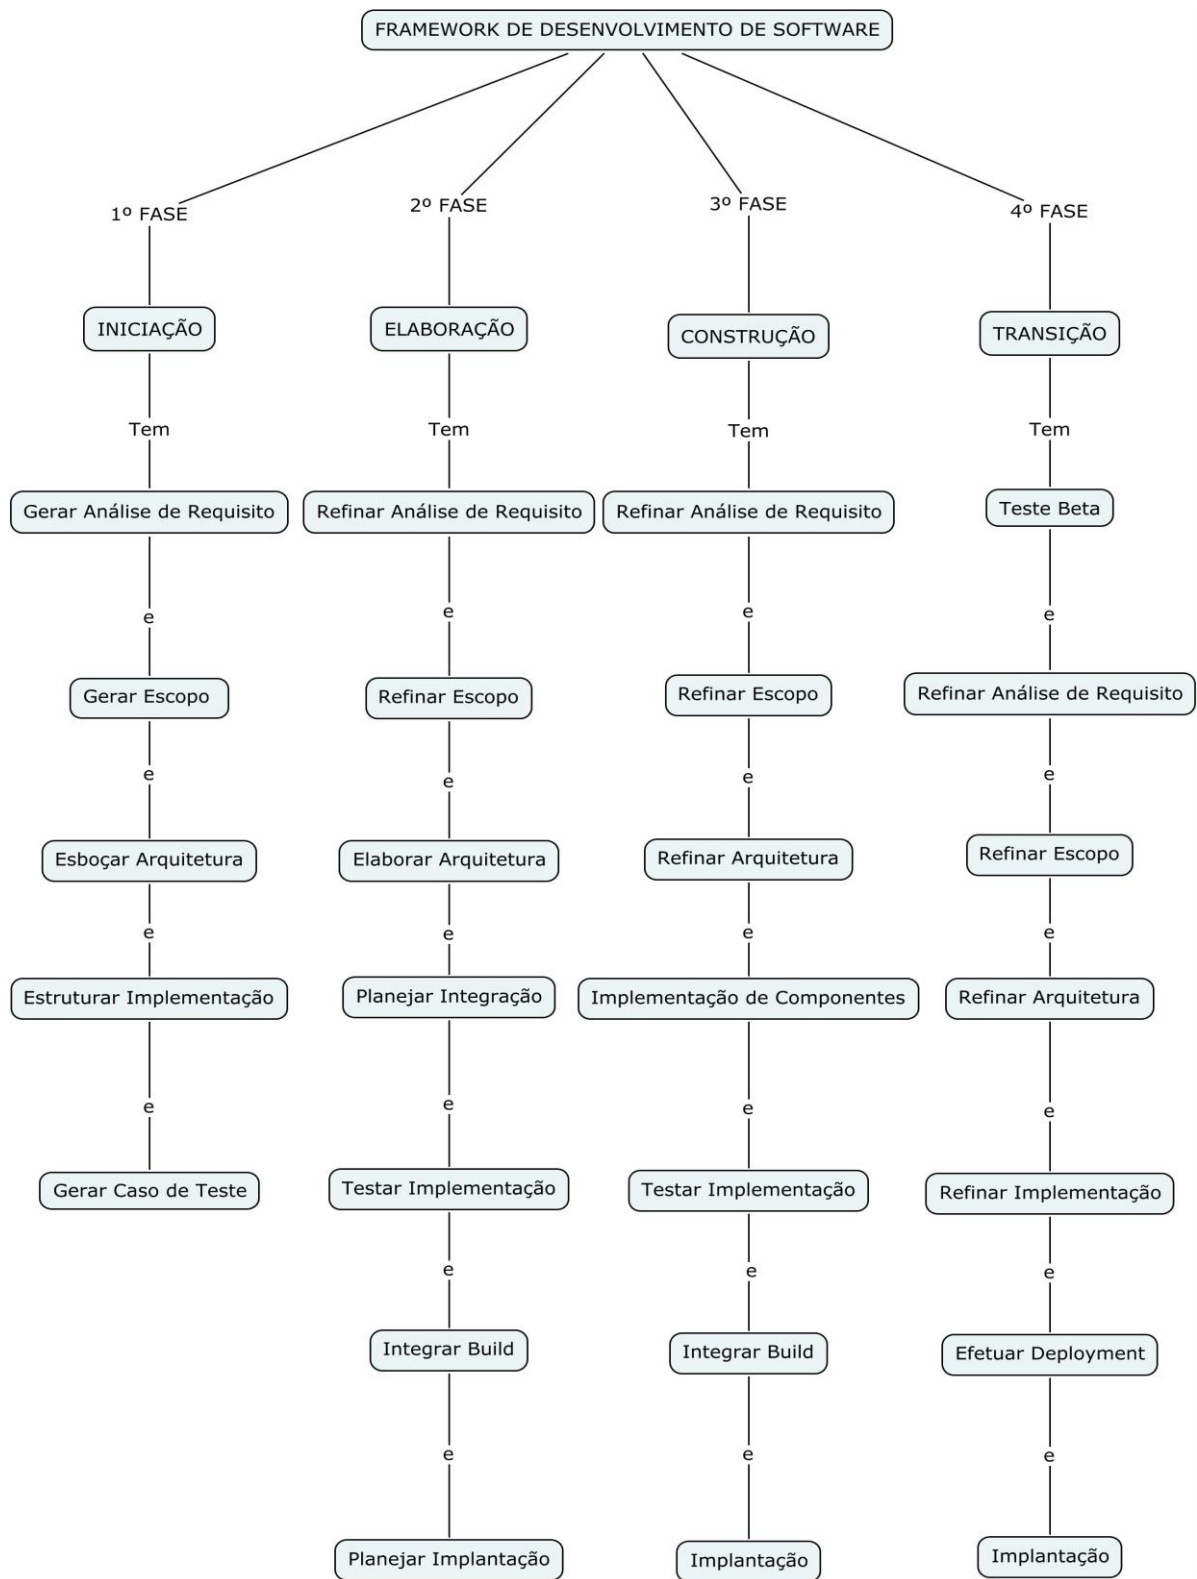 FRAMEWORK DE DESENVOLVIMENTO DE SOFTWARE
1º FASE
INICIAÇÃO
Tem
Gerar Análise de Requisito
e
Gerar Escopo
e
Esboçar Arquitetura
e
Estruturar Implementação
e
Gerar Caso de Teste
2º FASE
ELABORAÇÃO
Tem
Refinar Análise de Requisito
e
Refinar Escopo
e
Elaborar Arquitetura
e
Planejar Integração
e
Testar Implementação
e
Integrar Build
e
Planejar Implantação
3º FASE
CONSTRUÇÃO
Tem
Refinar Análise de Requisito
e
Refinar Escopo
e
Refinar Arquitetura
e
Implementação de Componentes
e
Testar Implementação
e
Integrar Build
e
Implantação
4º FASE
TRANSIÇÃO
Tem
Teste Beta
e
Refinar Análise de Requisito
e
Refinar Escopo
e
Refinar Arquitetura
e
Refinar Implementação
e
Efetuar Deployment
e
Implantação